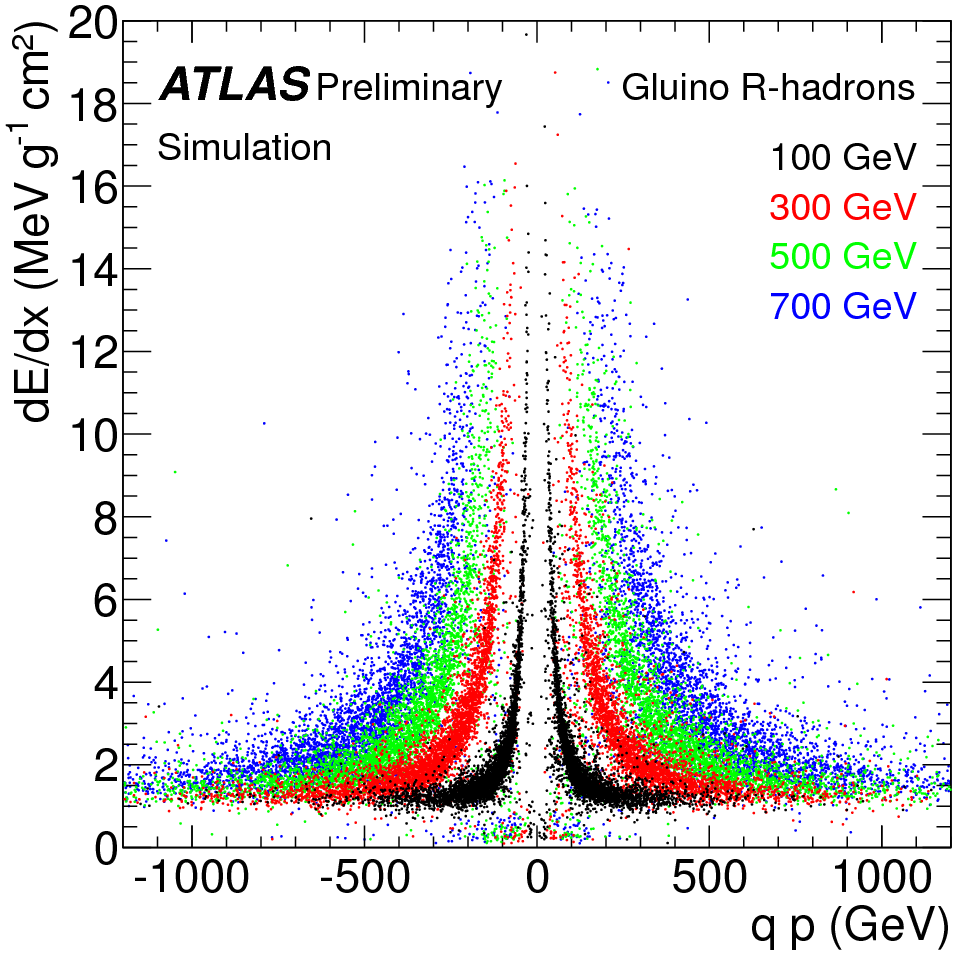 dE/dx (MeV g⁻¹ cm²)
20
18
16
14
12
10
8
6
4
2
0
ATLAS Preliminary
Simulation
Gluino R-hadrons
100 GeV
300 GeV
500 GeV
700 GeV
-1000 -500 0 500 1000
q p (GeV)